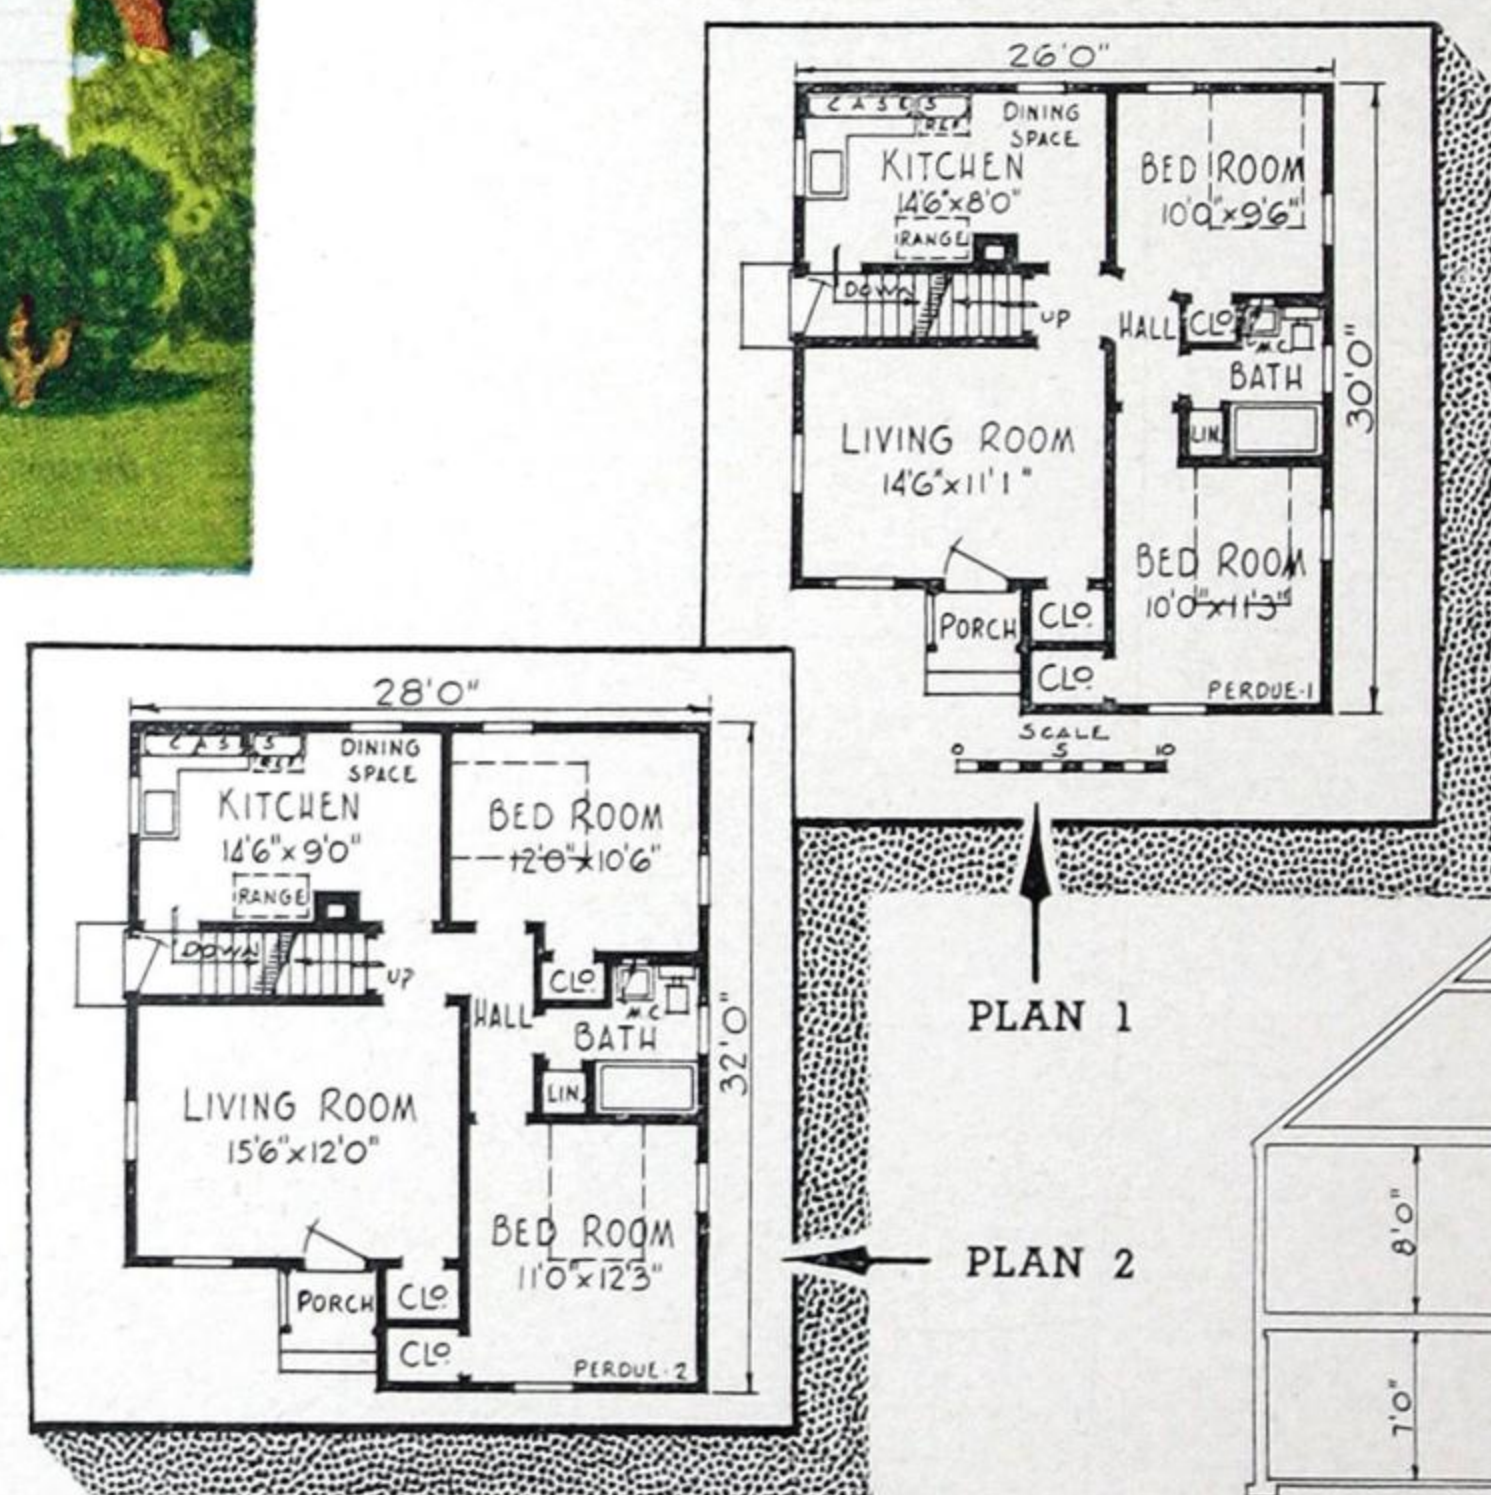 26'0"
CASES
REF.
DINING
SPACE
KITCHEN
14'6"x8'0"
RANGE
BED ROOM
10'0"x9'6"
DOWN
UP
HALL
CLO.
M.C.
BATH
LIN.
30'0"
LIVING ROOM
14'6"x11'1"
BED ROOM
10'0"x11'3"
PORCH
CLO.
CLO.
PERDUE-1
SCALE
0 5 10
PLAN 1
28'0"
CASES
REF.
DINING
SPACE
KITCHEN
14'6"x9'0"
RANGE
BED ROOM
12'0"x10'6"
DOWN
UP
HALL
CLO.
M.C.
BATH
LIN.
32'0"
LIVING ROOM
15'6"x12'0"
BED ROOM
11'0"x12'3"
PORCH
CLO.
CLO.
PERDUE-2
PLAN 2
8'0"
7'0"